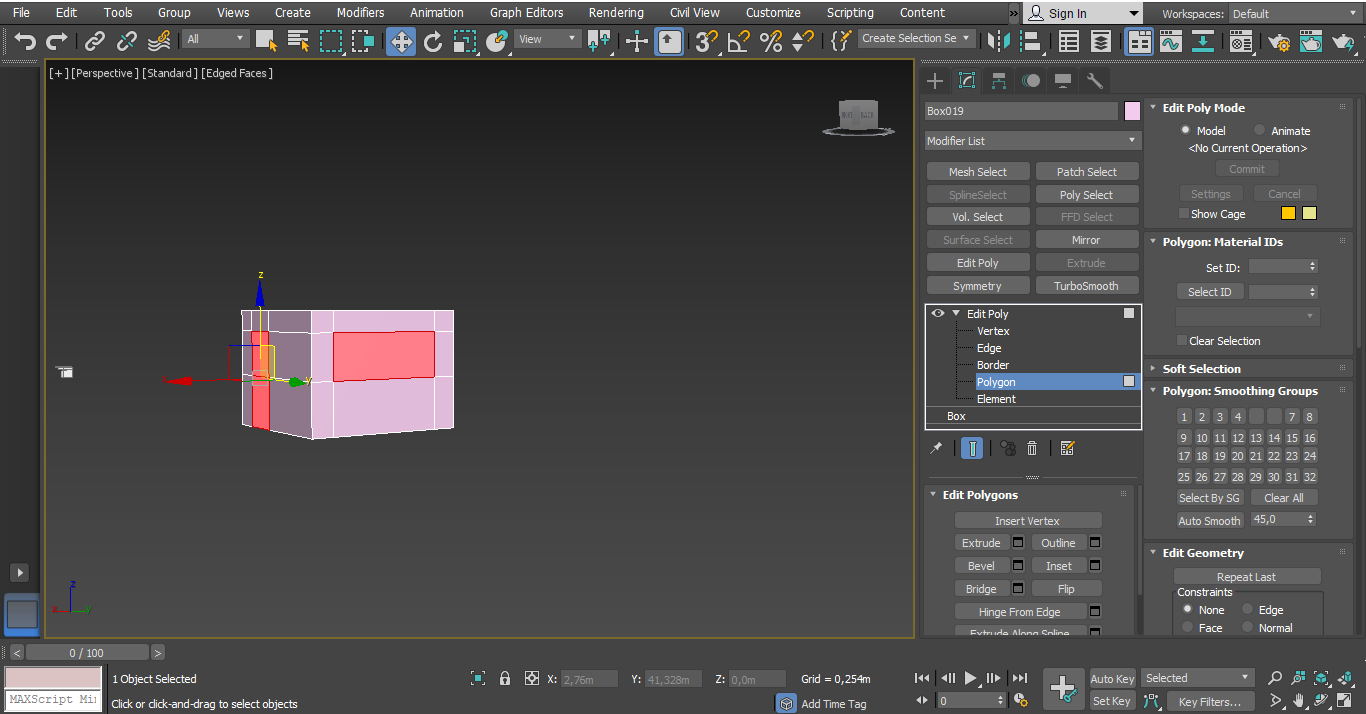 File Edit Tools Group Views Create Modifiers Animation Graph Editors Rendering Civil View Customize Scripting Content » Sign In Workspaces: Default
All View Create Selection Se
[+] [Perspective ] [Standard ] [Edged Faces ]
Box019
Modifier List
Mesh Select Patch Select
SplineSelect Poly Select
Vol. Select FFD Select
Surface Select Mirror
Edit Poly Extrude
Symmetry TurboSmooth
Edit Poly
Vertex
Edge
Border
Polygon
Element
Box
Edit Polygons
Insert Vertex
Extrude Outline
Bevel Inset
Bridge Flip
Hinge From Edge
Extrude Along Spline
Edit Poly Mode
Model Animate
<No Current Operation>
Commit
Settings Cancel
Show Cage
Polygon: Material IDs
Set ID:
Select ID
Clear Selection
Soft Selection
Polygon: Smoothing Groups
1 2 3 4 7 8
9 10 11 12 13 14 15 16
17 18 19 20 21 22 23 24
25 26 27 28 29 30 31 32
Select By SG Clear All
Auto Smooth 45,0
Edit Geometry
Repeat Last
Constraints
None Edge
Face Normal
z
x
y
z
x
y
< 0 / 100 >
1 Object Selected X: 2,76m Y: 41,328m Z: 0,0m Grid = 0,254m Auto Key Selected
MAXScript Mi Click or click-and-drag to select objects Add Time Tag 0 Set Key Key Filters...